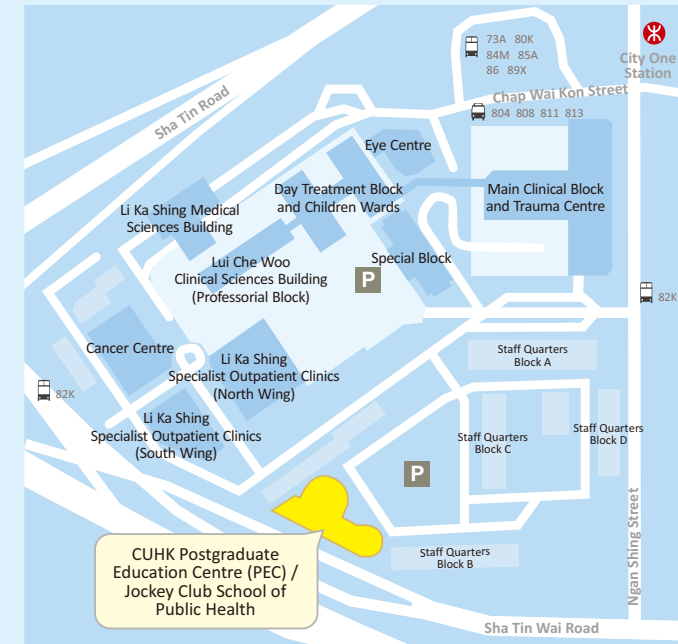 73A 80K
84M 85A
86 89X
City One
Station
Chap Wai Kon Street
804 808 811 813
Sha Tin Road
Eye Centre
Day Treatment Block
and Children Wards
Main Clinical Block
and Trauma Centre
Li Ka Shing Medical
Sciences Building
Lui Che Woo
Clinical Sciences Building
(Professorial Block)
Special Block
P
82K
Cancer Centre
Li Ka Shing
Specialist Outpatient Clinics
(North Wing)
Staff Quarters
Block A
82K
Li Ka Shing
Specialist Outpatient Clinics
(South Wing)
Staff Quarters
Block C
Staff Quarters
Block D
P
CUHK Postgraduate
Education Centre (PEC) /
Jockey Club School of
Public Health
Staff Quarters
Block B
Ngan Shing Street
Sha Tin Wai Road